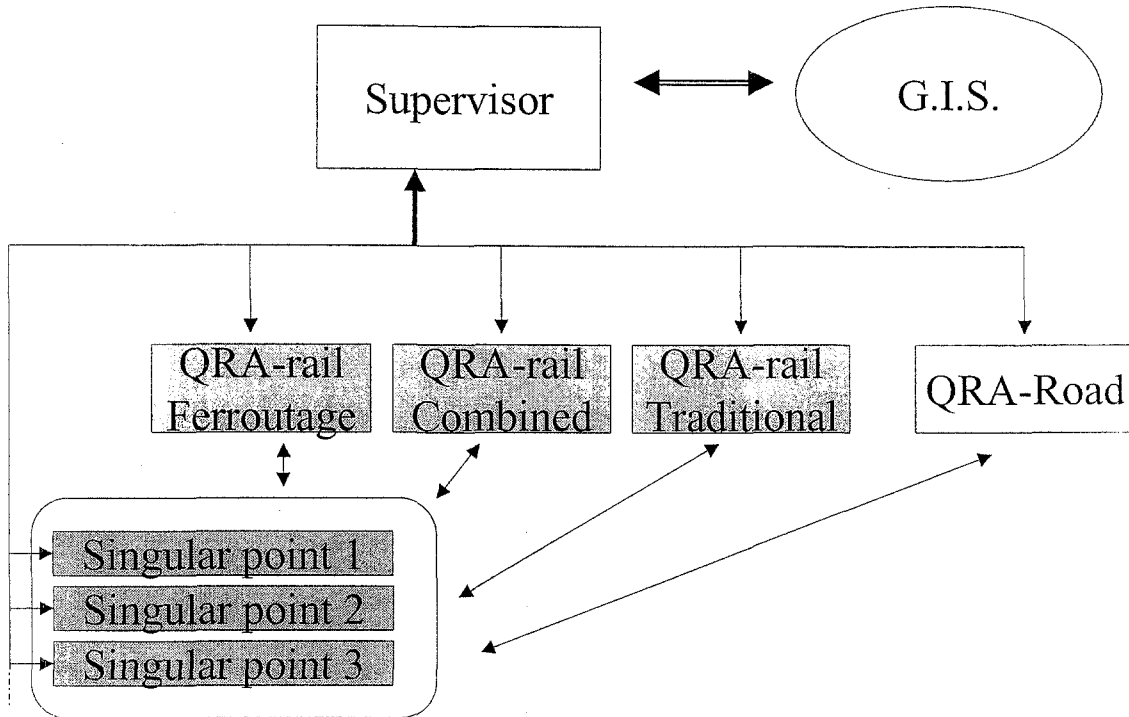 Supervisor
G.I.S.
QRA-rail
Ferroutage
QRA-rail
Combined
QRA-rail
Traditional
QRA-Road
Singular point 1
Singular point 2
Singular point 3